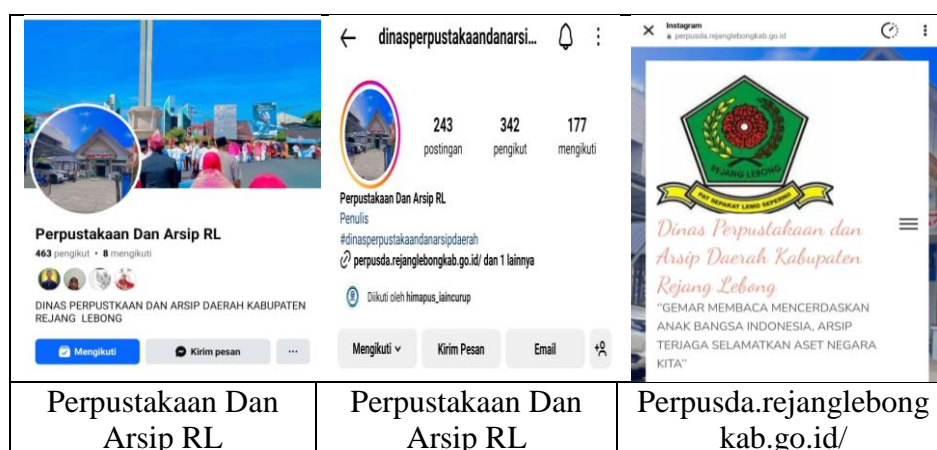 Perpustakaan Dan Arsip RL
463 pengikut • 8 mengikuti
DINAS PERPUSTKAAN DAN ARSIP DAERAH KABUPATEN
REJANG LEBONG
Mengikuti
Kirim pesan
...
dinasperpustakaandanarsi...
243
342
177
postingan
pengikut
mengikuti
Perpustakaan Dan Arsip RL
Penulis
#dinasperpustakaandanarsipdaerah
perpusda.rejanglebongkab.go.id/ dan 1 lainnya
Diikuti oleh himapus_iaincurup
Mengikuti
Kirim Pesan
Email
Instagram
perpusda.rejanglebongkab.go.id
REJANG LEBONG
PAT SEPAKAT LEMO SEPERNO
Dinas Perpustakaan dan
Arsip Daerah Kabupaten
Rejang Lebong
"GEMAR MEMBACA MENCERDASKAN
ANAK BANGSA INDONESIA, ARSIP
TERJAGA SELAMATKAN ASET NEGARA
KITA"
Perpustakaan Dan
Arsip RL
Perpustakaan Dan
Arsip RL
Perpusda.rejanglebong
kab.go.id/